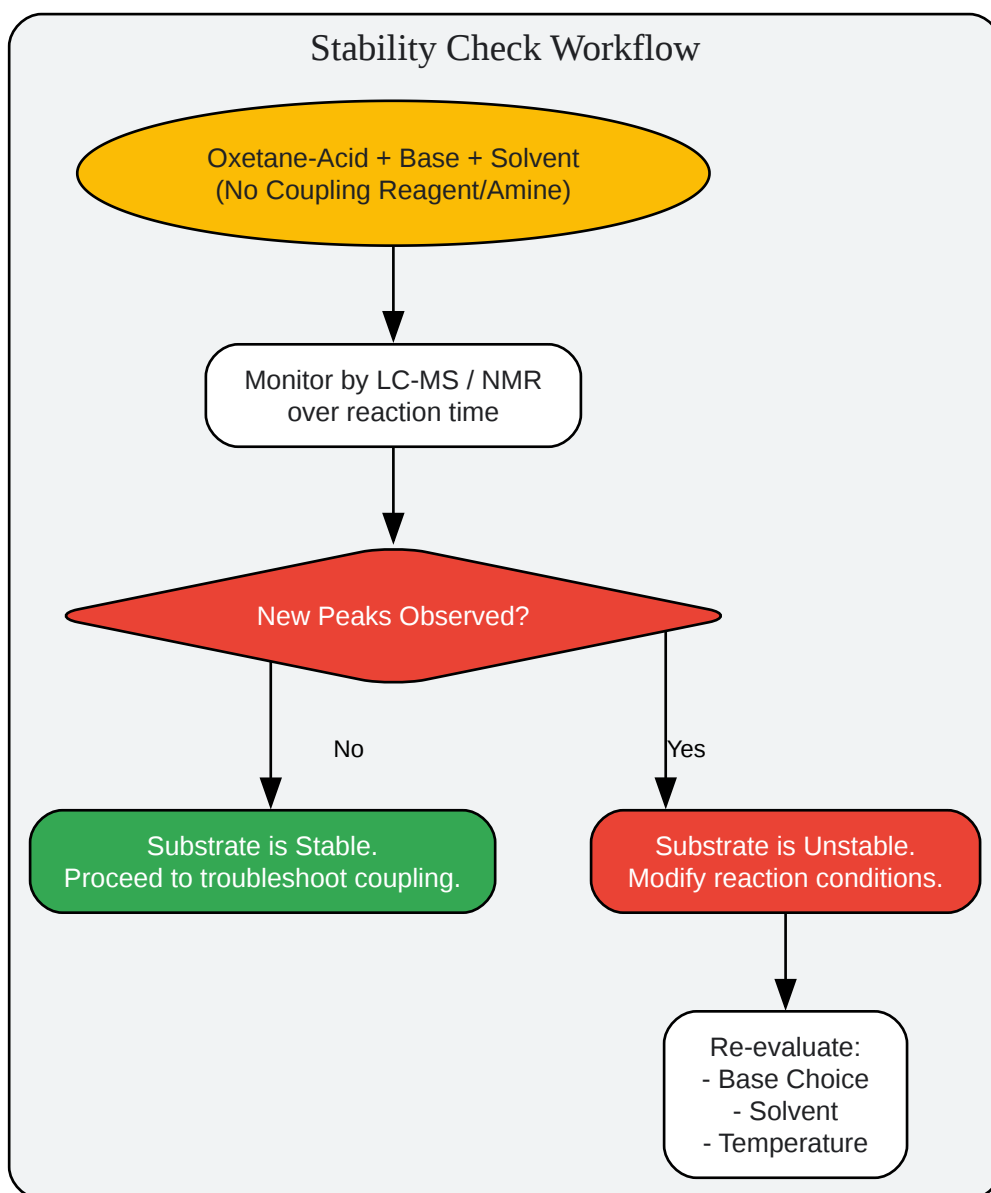 Stability Check Workflow
Oxetane-Acid + Base + Solvent
(No Coupling Reagent/Amine)
Monitor by LC-MS / NMR
over reaction time
New Peaks Observed?
No
Yes
Substrate is Stable.
Proceed to troubleshoot coupling.
Substrate is Unstable.
Modify reaction conditions.
Re-evaluate:
- Base Choice
- Solvent
- Temperature